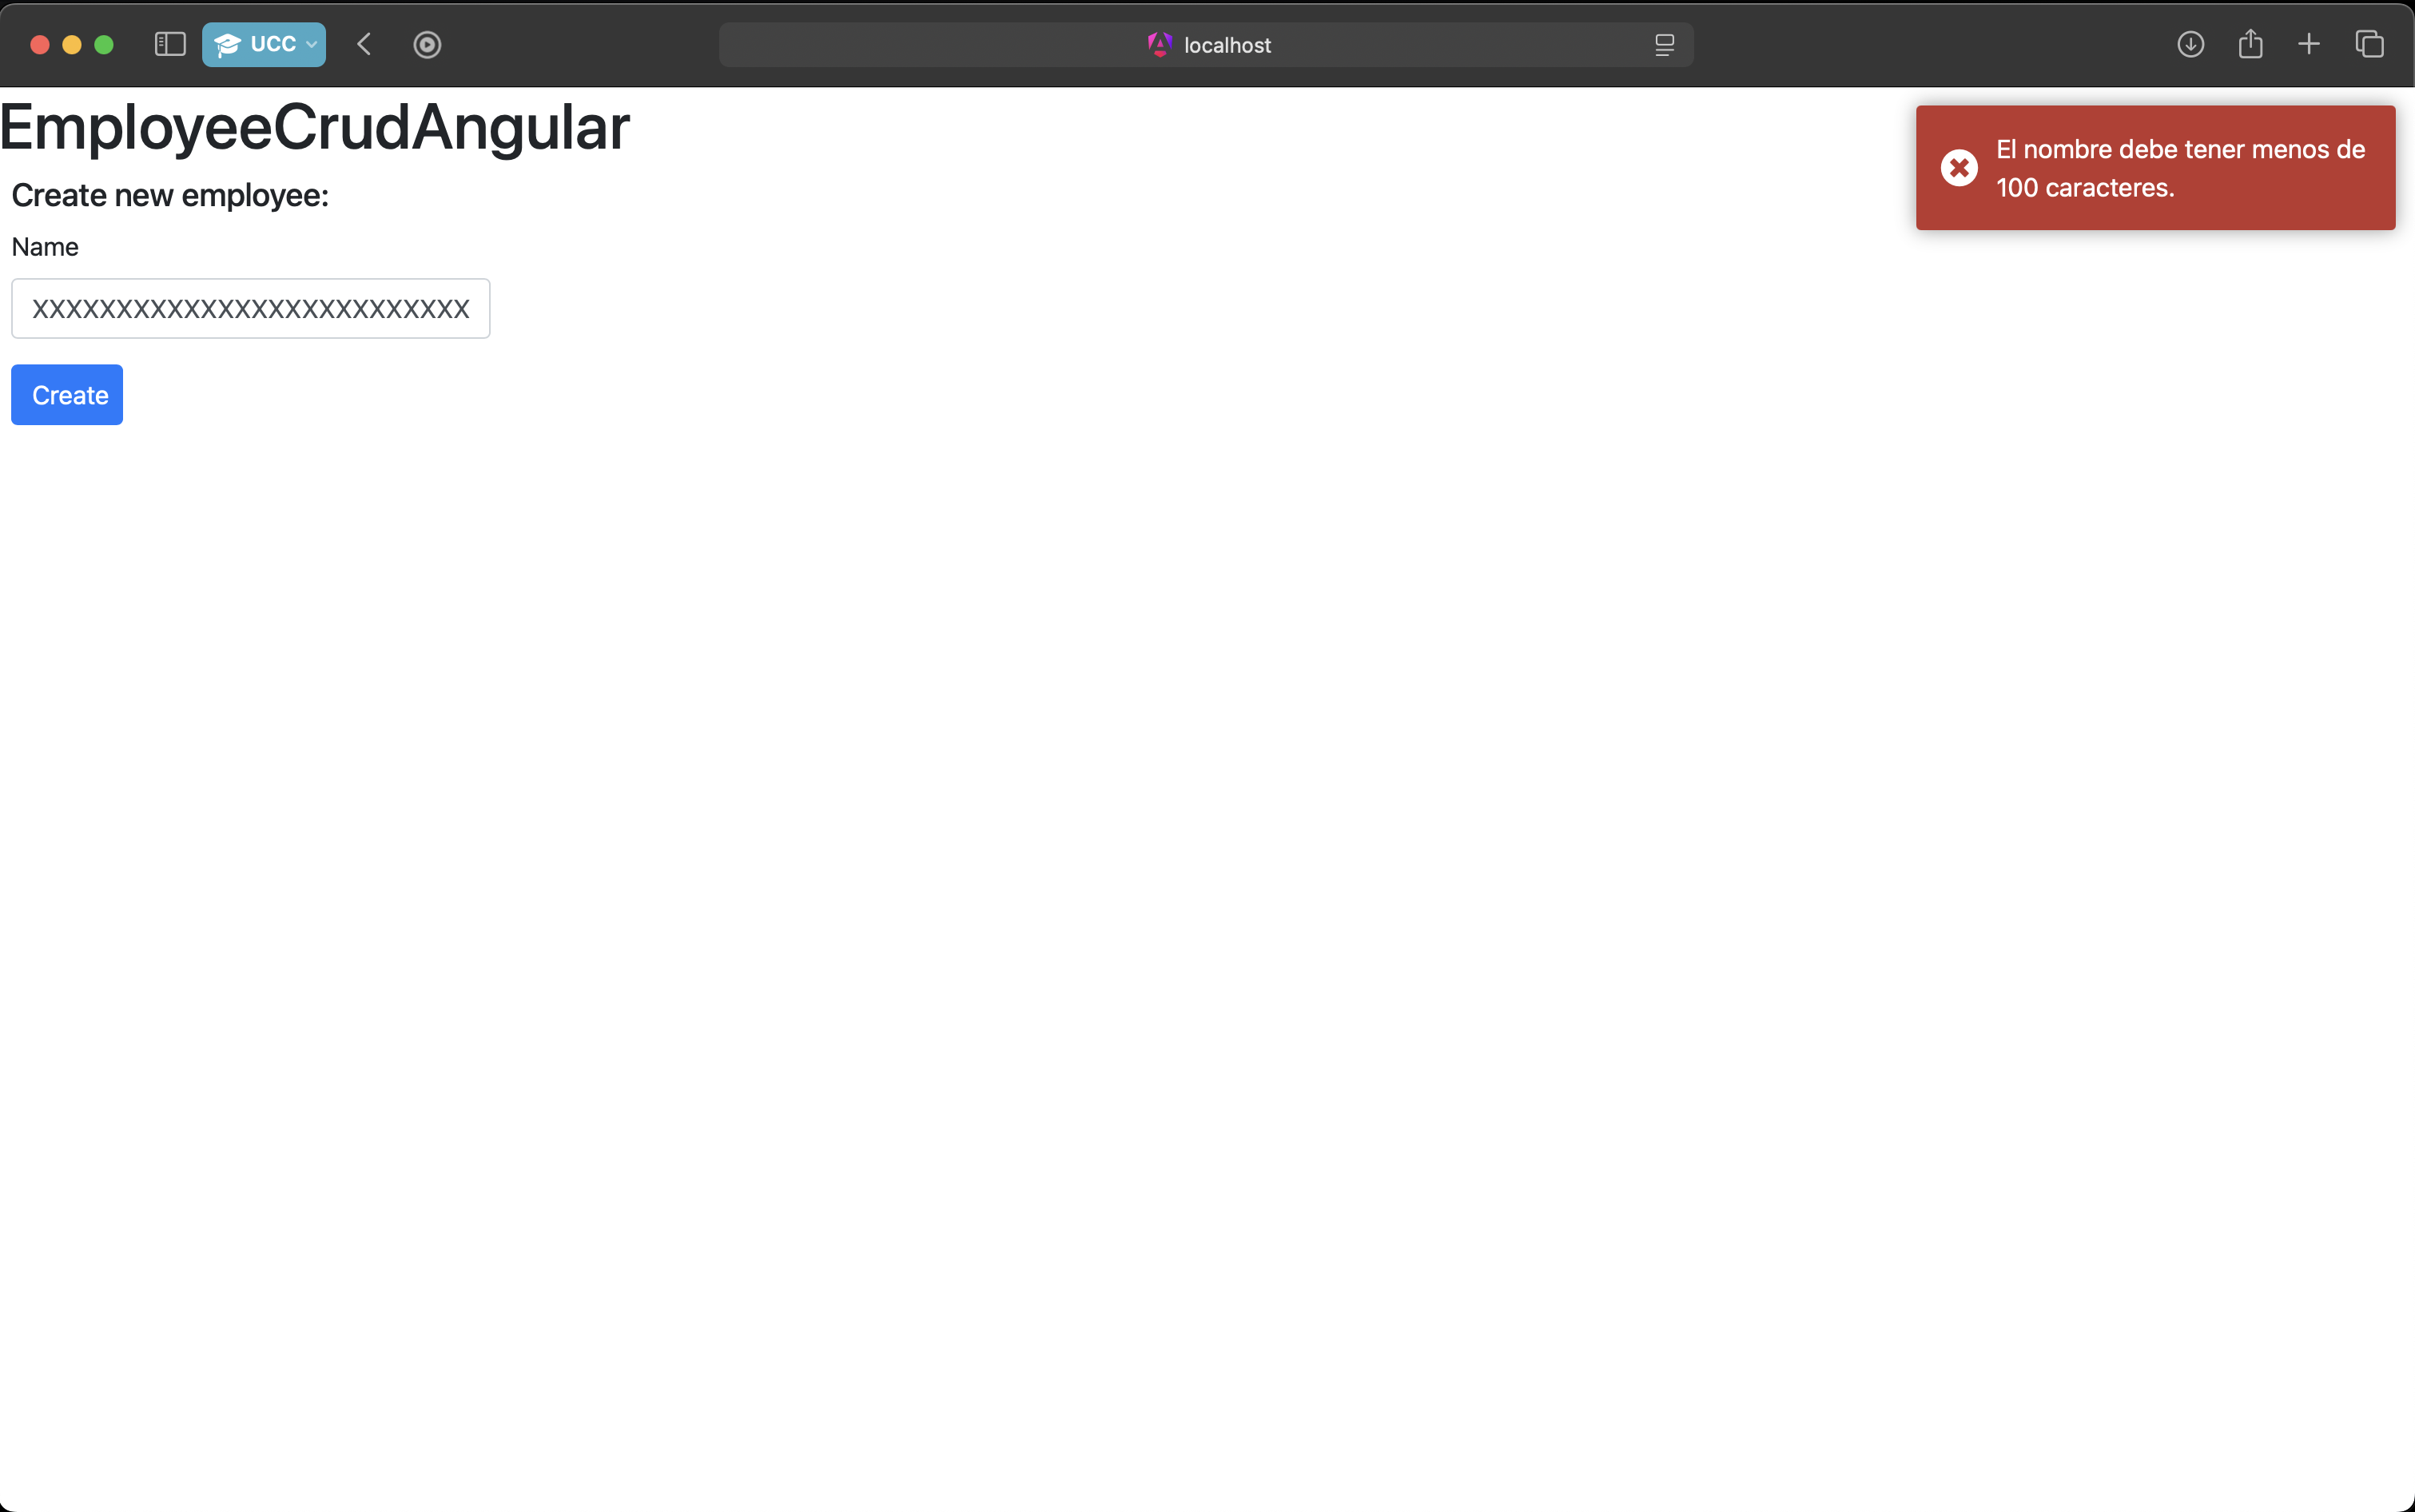 UCC
localhost
EmployeeCrudAngular
El nombre debe tener menos de
100 caracteres.
Create new employee:
Name
XXXXXXXXXXXXXXXXXXXXXXXXXX
Create